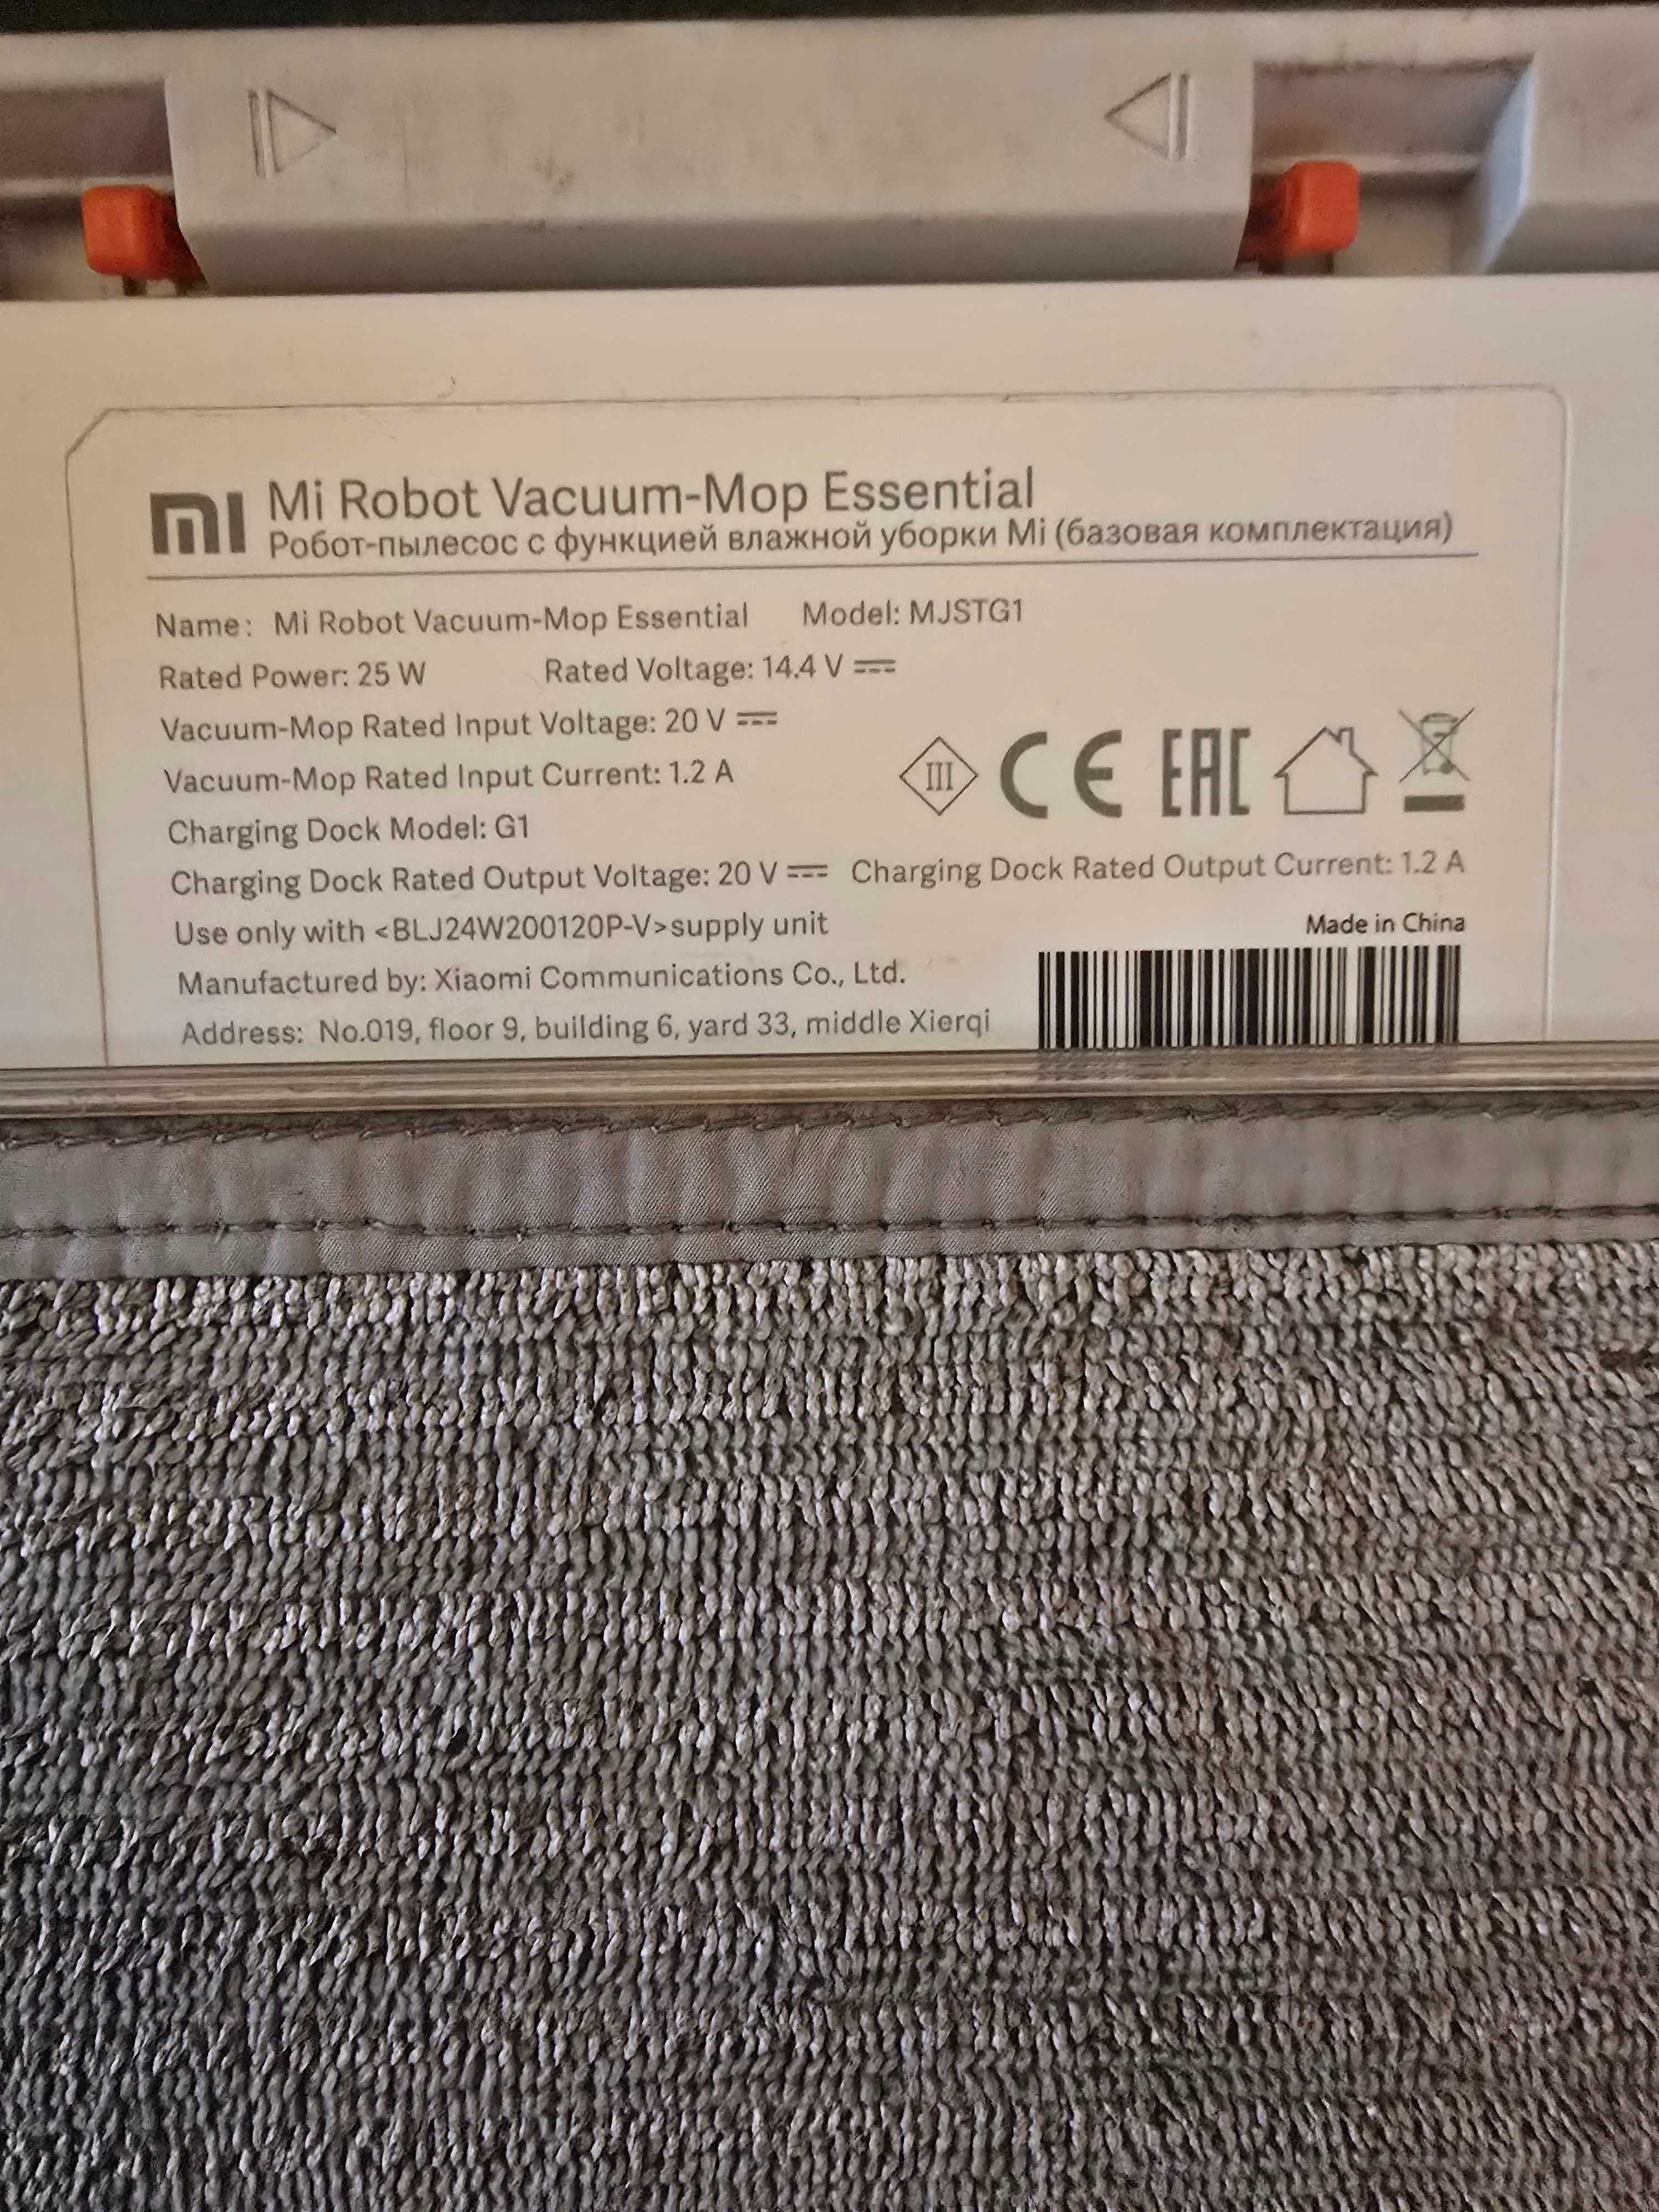 mi Mi Robot Vacuum-Mop Essential
Робот-пылесос с функцией влажной уборки Mi (базовая комплектация)
Name: Mi Robot Vacuum-Mop Essential Model: MJSTG1
Rated Power: 25 W Rated Voltage: 14.4 V ⎓
Vacuum-Mop Rated Input Voltage: 20 V ⎓
Vacuum-Mop Rated Input Current: 1.2 A
III CE EAC
Charging Dock Model: G1
Charging Dock Rated Output Voltage: 20 V ⎓ Charging Dock Rated Output Current: 1.2 A
Use only with <BLJ24W200120P-V>supply unit
Made in China
Manufactured by: Xiaomi Communications Co., Ltd.
Address: No.019, floor 9, building 6, yard 33, middle Xierqi